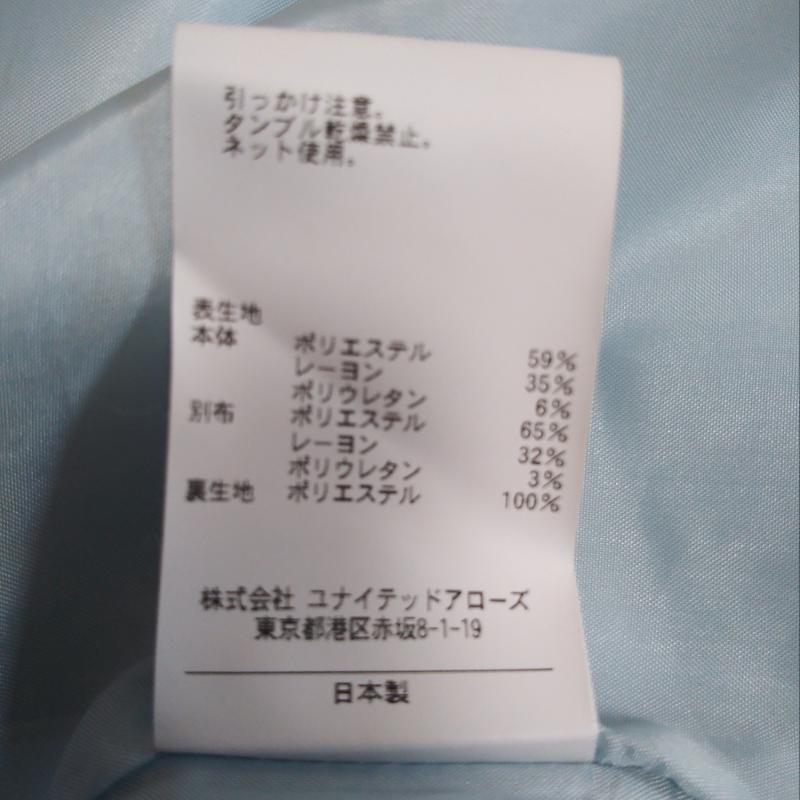 引っかけ注意。
タンブル乾燥禁止。
ネット使用。
表生地
本体 ポリエステル 59%
レーヨン 35%
ポリウレタン 6%
別布 ポリエステル 65%
レーヨン 32%
ポリウレタン 3%
裏生地 ポリエステル 100%
株式会社 ユナイテッドアローズ
東京都港区赤坂8-1-19
日本製